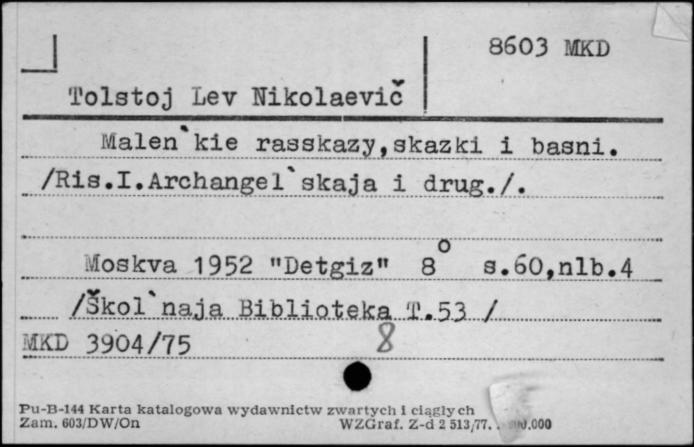 8603 MKD
Tolstoj Lev Nikolaevič
Malen`kie rasskazy,skazki i basni.
/Ris.I.Archangel`skaja i drug./.
Moskva 1952 "Detgiz" 8° s.60,nlb.4
/Škol`naja Biblioteka T.53 /
MKD 3904/75 8
Pu-B-144 Karta katalogowa wydawnictw zwartych i ciągłych
Zam. 603/DW/On WZGraf. Z-d 2 513/77. .000